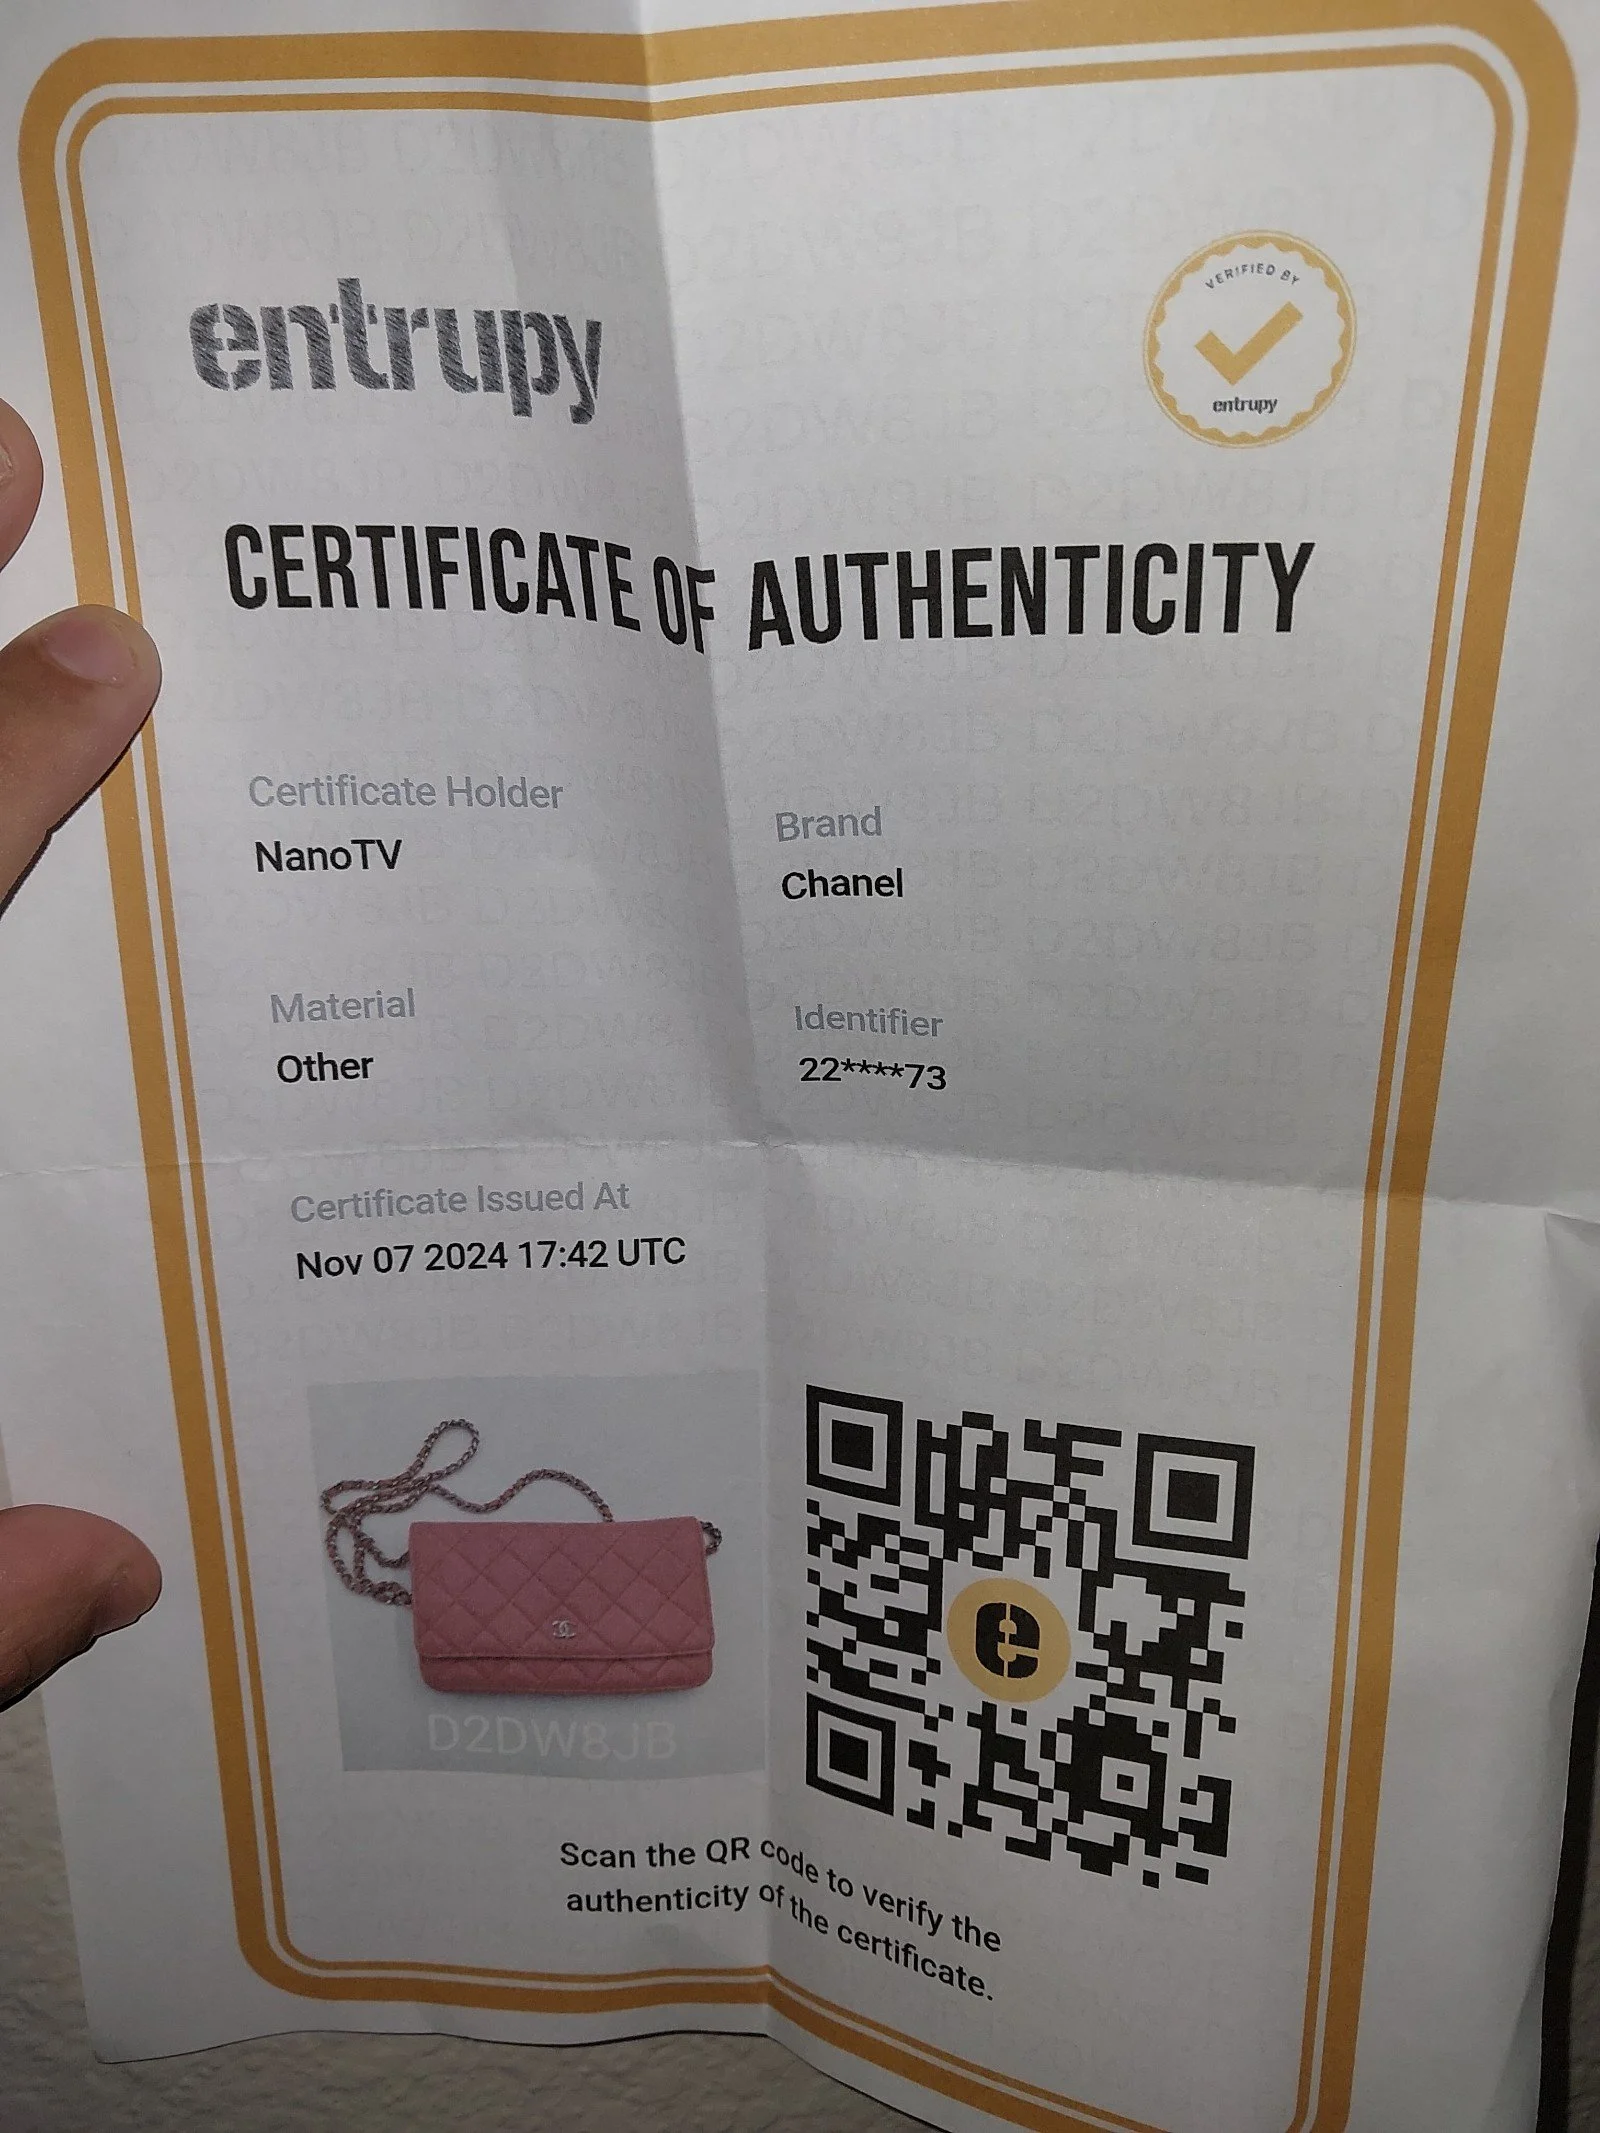 entrupy
VERIFIED BY
entrupy
CERTIFICATE OF AUTHENTICITY
Certificate Holder
NanoTV
Brand
Chanel
Material
Other
Identifier
22****73
Certificate Issued At
Nov 07 2024 17:42 UTC
D2DW8JB
e
Scan the QR code to verify the
authenticity of the certificate.